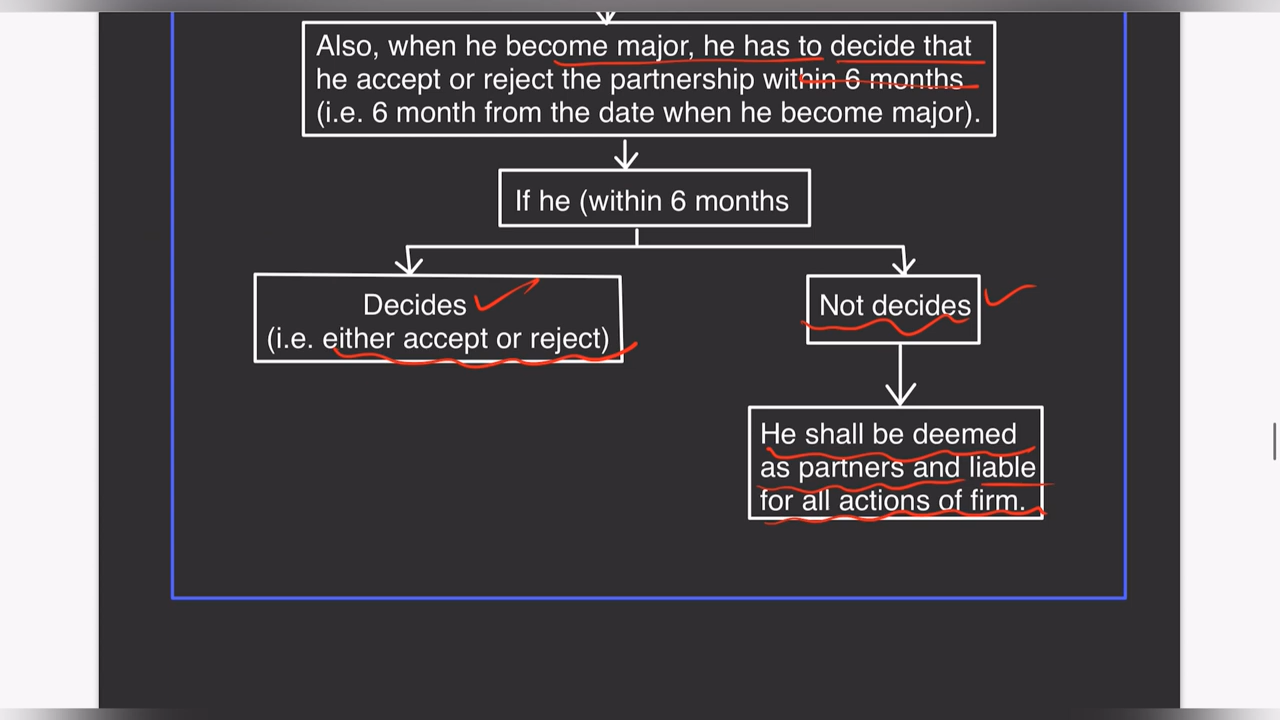 Also, when he become major, he has to decide that
he accept or reject the partnership within 6 months
(i.e. 6 month from the date when he become major).
If he (within 6 months
Decides
(i.e. either accept or reject)
Not decides
He shall be deemed
as partners and liable
for all actions of firm.